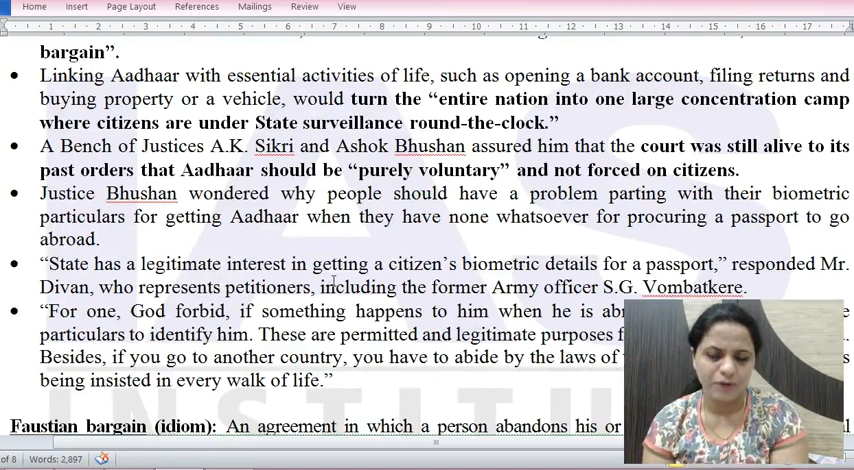 Home Insert Page Layout References Mailings Review View
bargain”.
• Linking Aadhaar with essential activities of life, such as opening a bank account, filing returns and
buying property or a vehicle, would turn the “entire nation into one large concentration camp
where citizens are under State surveillance round-the-clock.”
• A Bench of Justices A.K. Sikri and Ashok Bhushan assured him that the court was still alive to its
past orders that Aadhaar should be “purely voluntary” and not forced on citizens.
• Justice Bhushan wondered why people should have a problem parting with their biometric
particulars for getting Aadhaar when they have none whatsoever for procuring a passport to go
abroad.
• “State has a legitimate interest in getting a citizen’s biometric details for a passport,” responded Mr.
Divan, who represents petitioners, including the former Army officer S.G. Vombatkere.
• “For one, God forbid, if something happens to him when he is
particulars to identify him. These are permitted and legitimate purposes
Besides, if you go to another country, you have to abide by the laws of
being insisted in every walk of life.”
Faustian bargain (idiom): An agreement in which a person abandons his or
of 8 Words: 2,897
IAS
INSTITU